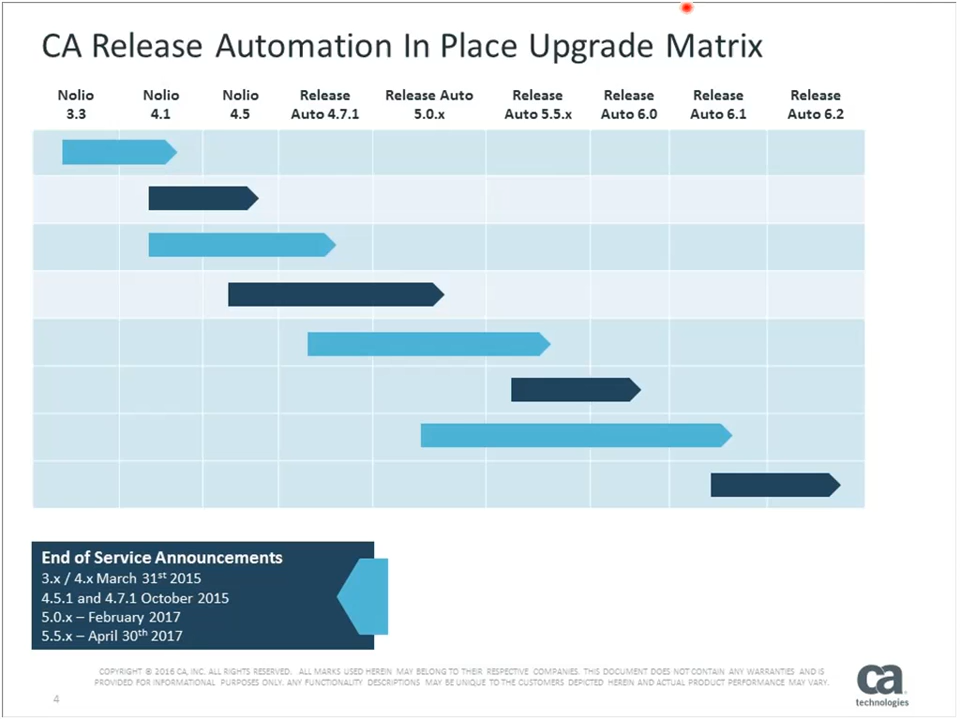 CA Release Automation In Place Upgrade Matrix
Nolio 3.3
Nolio 4.1
Nolio 4.5
Release Auto 4.7.1
Release Auto 5.0.x
Release Auto 5.5.x
Release Auto 6.0
Release Auto 6.1
Release Auto 6.2
End of Service Announcements
3.x / 4.x March 31st 2015
4.5.1 and 4.7.1 October 2015
5.0.x – February 2017
5.5.x – April 30th 2017
COPYRIGHT © 2016 CA, INC. ALL RIGHTS RESERVED. ALL MARKS USED HEREIN MAY BELONG TO THEIR RESPECTIVE COMPANIES. THIS DOCUMENT DOES NOT CONTAIN ANY WARRANTIES AND IS
PROVIDED FOR INFORMATIONAL PURPOSES ONLY. ANY FUNCTIONALITY DESCRIPTIONS MAY BE UNIQUE TO THE CUSTOMERS DEPICTED HEREIN AND ACTUAL PRODUCT PERFORMANCE MAY VARY.
4
ca
technologies